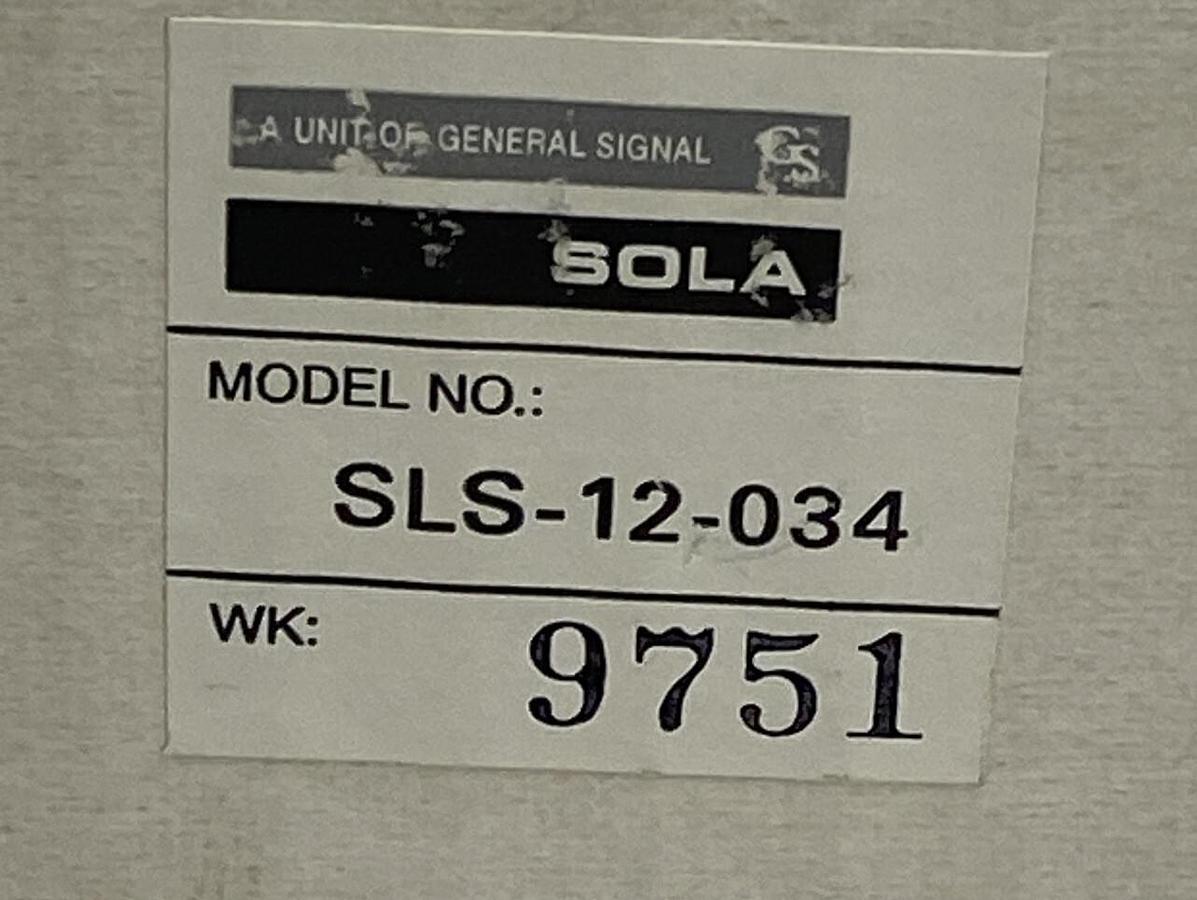 A UNIT OF GENERAL SIGNAL GS
SOLA
MODEL NO.:
SLS-12-034
WK: 9751